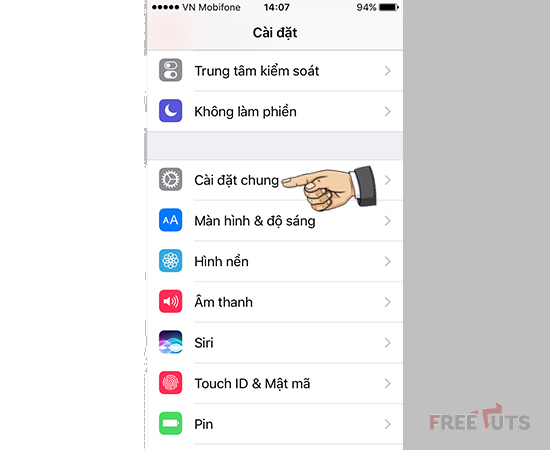 VN Mobifone 14:07 94%
Cài đặt
Trung tâm kiểm soát
Không làm phiền
Cài đặt chung
AA Màn hình & độ sáng
Hình nền
Âm thanh
Siri
Touch ID & Mật mã
Pin
FREETUTS